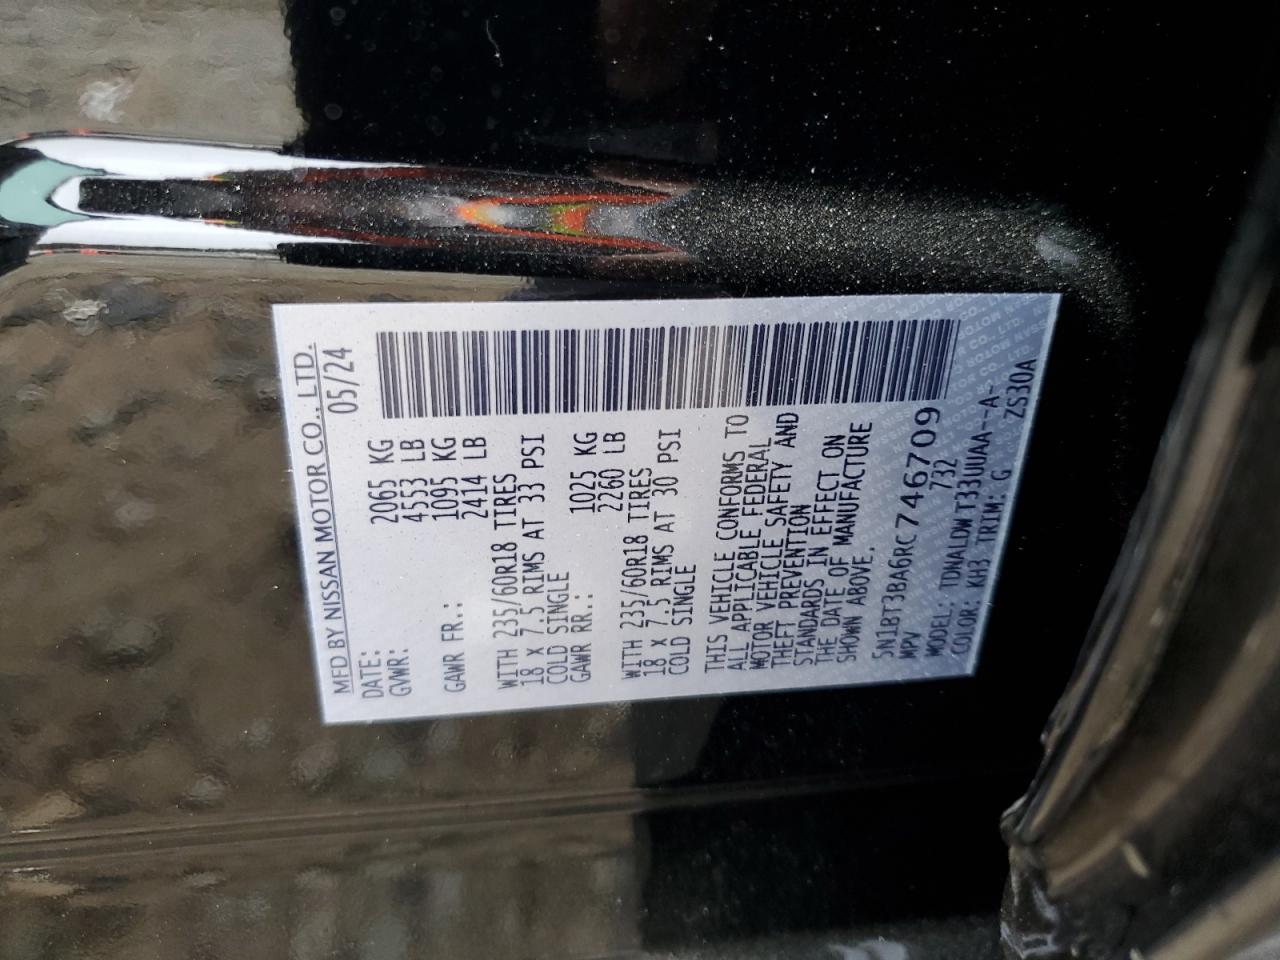 MFD BY NISSAN MOTOR CO., LTD.
DATE: 05/24
GVWR: 2065 KG
4553 LB
GAWR FR.: 1095 KG
2414 LB
WITH 235/60R18 TIRES
18 X 7.5 RIMS AT 33 PSI
COLD SINGLE
GAWR RR.: 1025 KG
2260 LB
WITH 235/60R18 TIRES
18 X 7.5 RIMS AT 30 PSI
COLD SINGLE
THIS VEHICLE CONFORMS TO
ALL APPLICABLE FEDERAL
MOTOR VEHICLE SAFETY AND
THEFT PREVENTION
STANDARDS IN EFFECT ON
THE DATE OF MANUFACTURE
SHOWN ABOVE.
5N1BT3BA6RC746709
MPV 732
MODEL: TDNALDW T33UUAA--A-
COLOR: KH3 TRIM: G ZS30A